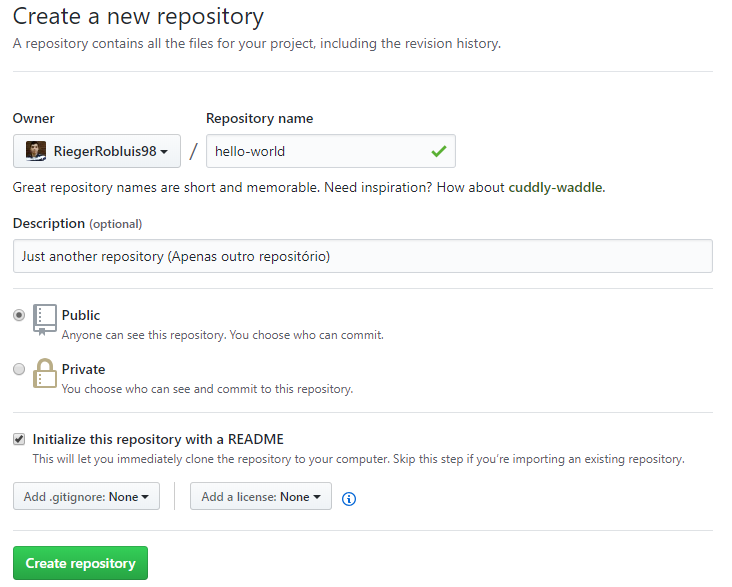 Create a new repository
A repository contains all the files for your project, including the revision history.
Owner
Repository name
RiegerRobluis98 / hello-world
Great repository names are short and memorable. Need inspiration? How about cuddly-waddle.
Description (optional)
Just another repository (Apenas outro repositório)
Public
Anyone can see this repository. You choose who can commit.
Private
You choose who can see and commit to this repository.
Initialize this repository with a README
This will let you immediately clone the repository to your computer. Skip this step if you're importing an existing repository.
Add .gitignore: None
Add a license: None
Create repository